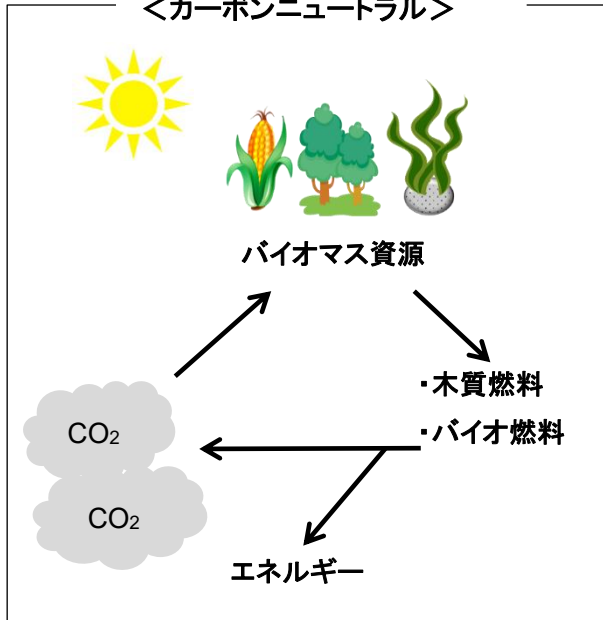 ＜カーボンニュートラル＞
バイオマス資源
・木質燃料
・バイオ燃料
CO₂
CO₂
エネルギー